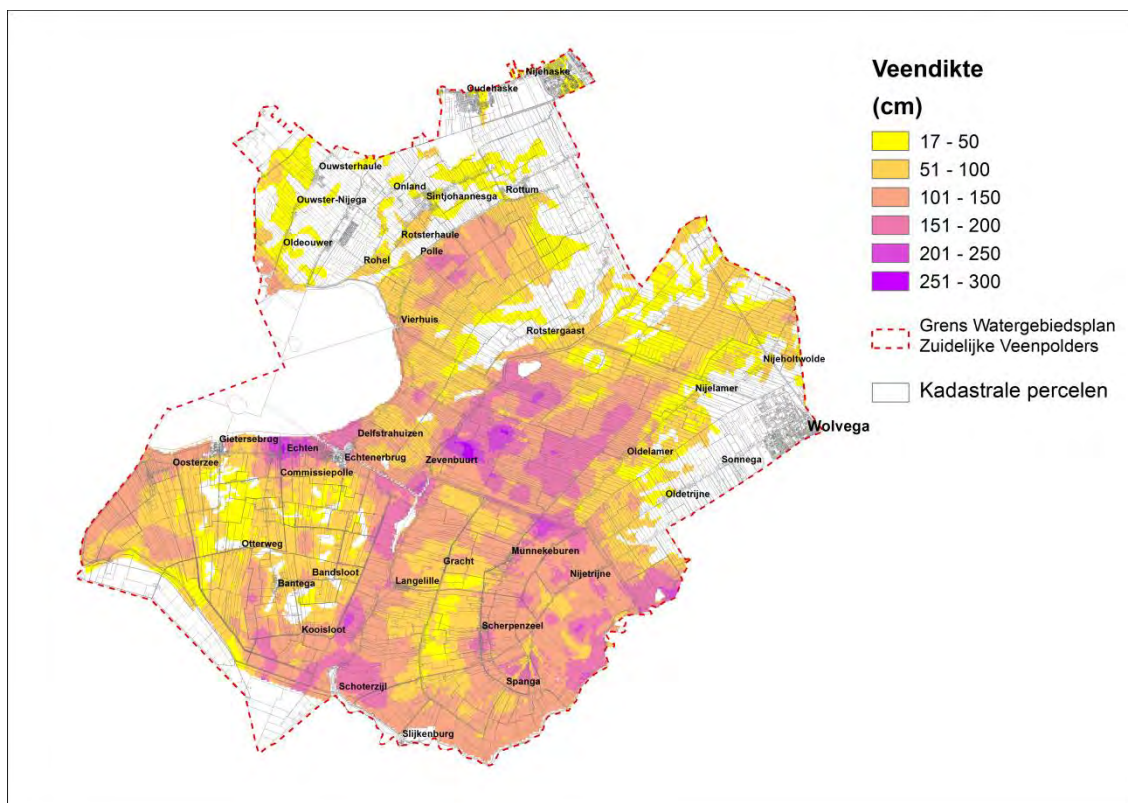 Veendikte
(cm)
17 - 50
51 - 100
101 - 150
151 - 200
201 - 250
251 - 300
Grens Watergebiedsplan
Zuidelijke Veenpolders
Kadastrale percelen
Nijehaske
Oudehaske
Ouwsterhaule
Onland
Ouwster-Nijega
Sintjohannesga
Rottum
Oldeouwer
Rotsterhaule
Polle
Rohel
Vierhuis
Rotstergaast
Nijeholtwolde
Nijelamer
Wolvega
Delfstrahuizen
Gietersebrug
Echten
Echtenerbrug
Zevenbuurt
Oldelamer
Sonnega
Oosterzee
Commissiepolle
Oldetrijne
Otterweg
Munnekeburen
Gracht
Bandsloot
Bantega
Langelille
Nijetrijne
Kooisloot
Scherpenzeel
Schoterzijl
Spanga
Slijkenburg